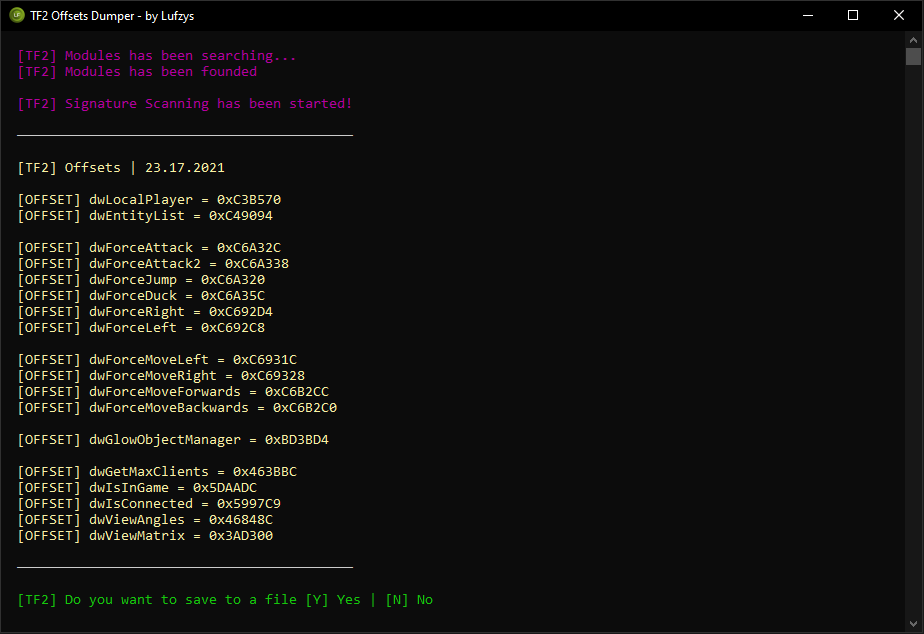 TF2 Offsets Dumper - by Lufzys
[TF2] Modules has been searching...
[TF2] Modules has been founded
[TF2] Signature Scanning has been started!
[TF2] Offsets | 23.17.2021
[OFFSET] dwLocalPlayer = 0xC3B570
[OFFSET] dwEntityList = 0xC49094
[OFFSET] dwForceAttack = 0xC6A32C
[OFFSET] dwForceAttack2 = 0xC6A338
[OFFSET] dwForceJump = 0xC6A320
[OFFSET] dwForceDuck = 0xC6A35C
[OFFSET] dwForceRight = 0xC692D4
[OFFSET] dwForceLeft = 0xC692C8
[OFFSET] dwForceMoveLeft = 0xC6931C
[OFFSET] dwForceMoveRight = 0xC69328
[OFFSET] dwForceMoveForwards = 0xC6B2CC
[OFFSET] dwForceMoveBackwards = 0xC6B2C0
[OFFSET] dwGlowObjectManager = 0xBD3BD4
[OFFSET] dwGetMaxClients = 0x463BBC
[OFFSET] dwIsInGame = 0x5DAADC
[OFFSET] dwIsConnected = 0x5997C9
[OFFSET] dwViewAngles = 0x46848C
[OFFSET] dwViewMatrix = 0x3AD300
[TF2] Do you want to save to a file [Y] Yes | [N] No